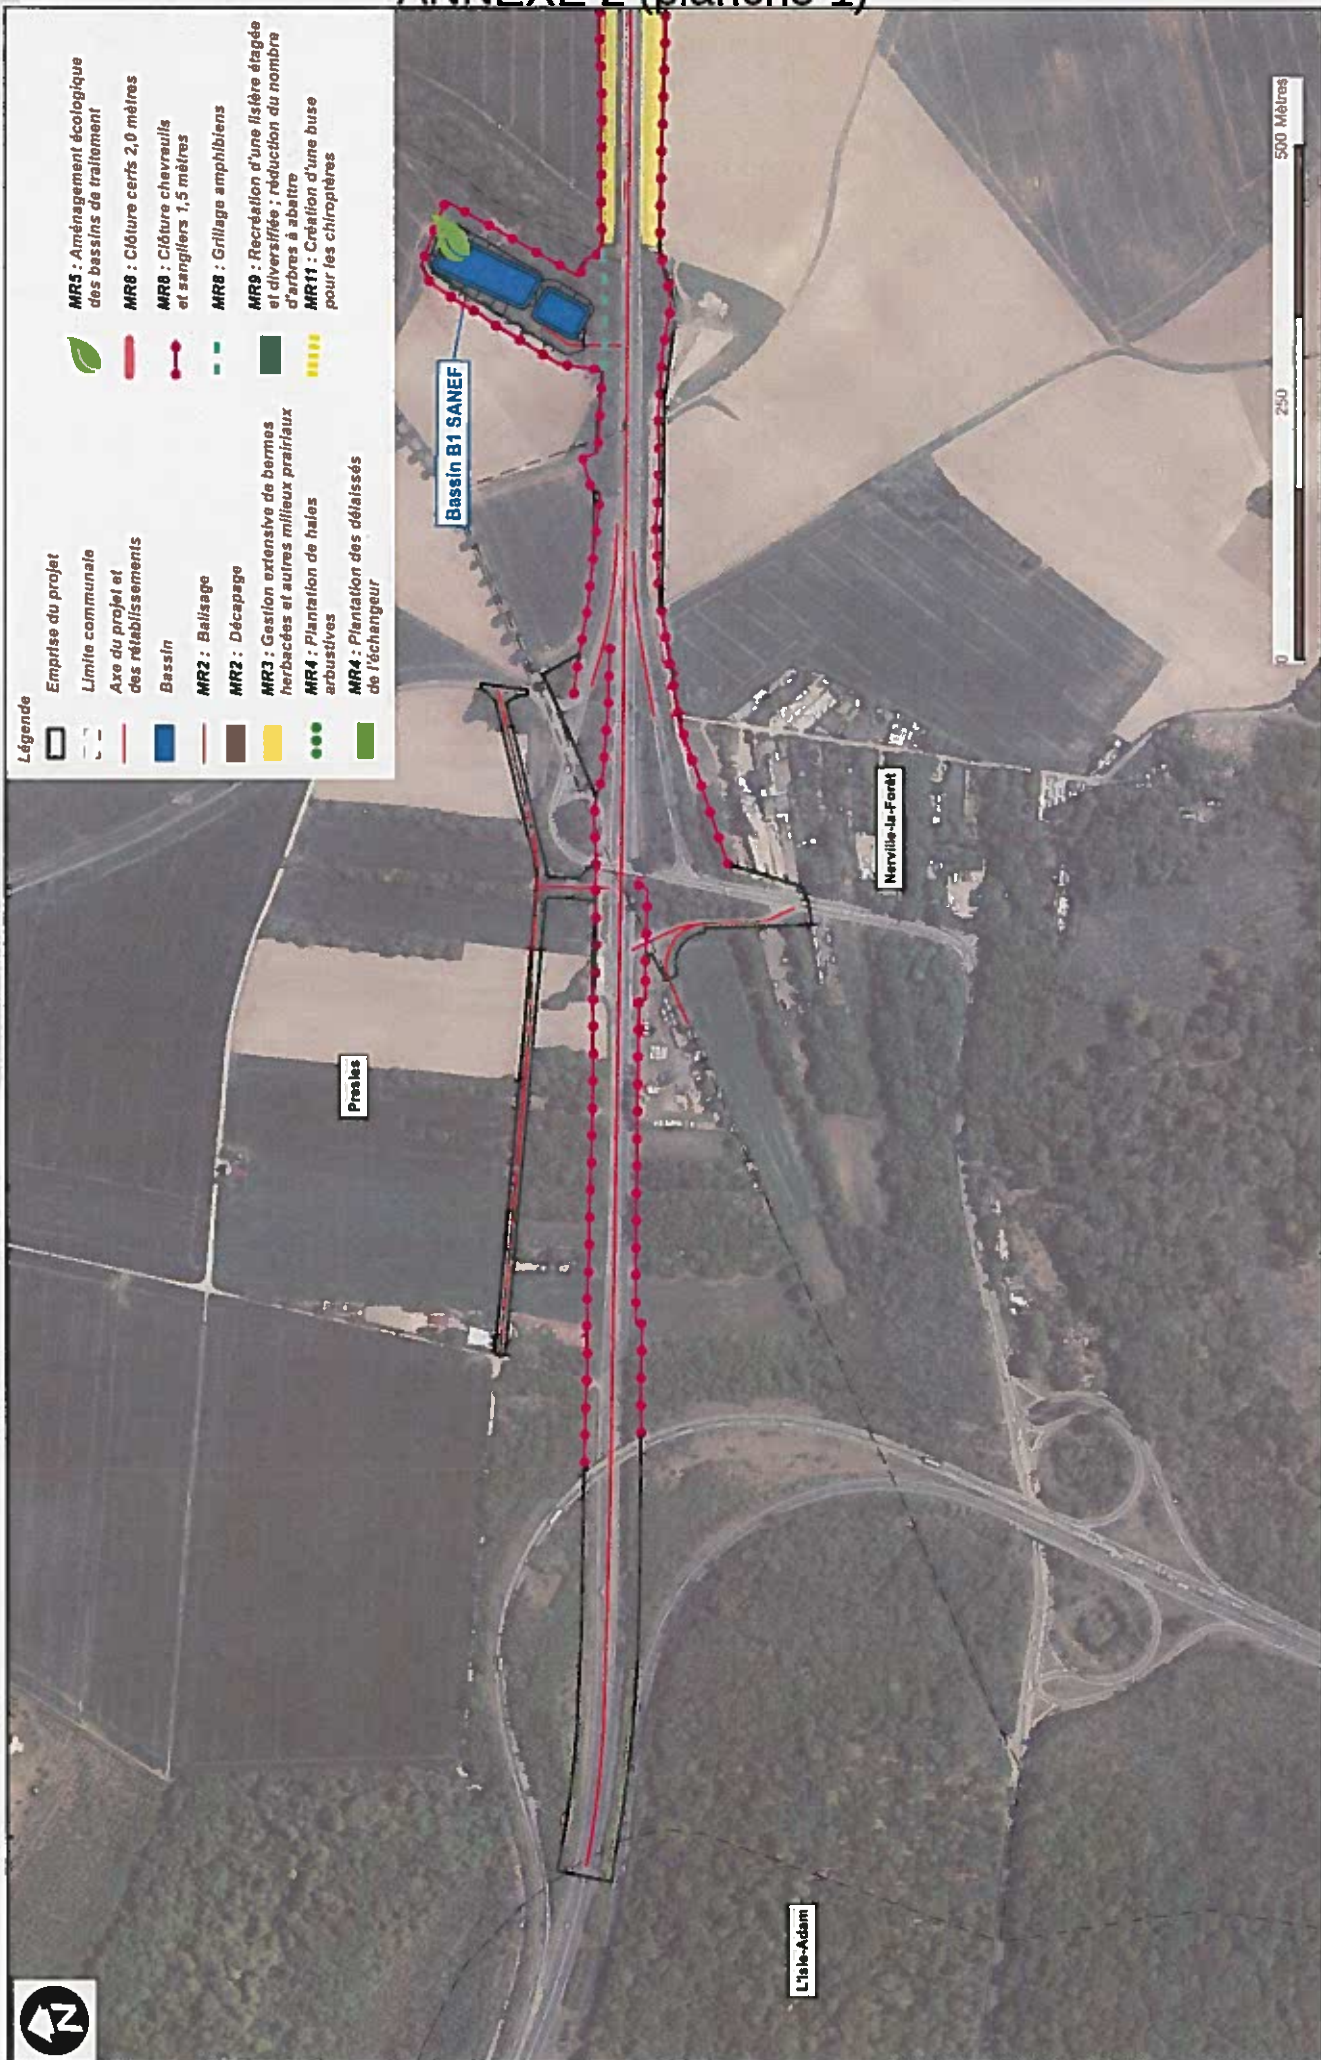 ANNEXE 2 (planche 1)
Légende
Emprise du projet
Limite communale
Axe du projet et
des rétablissements
Bassin
MR2 : Balisage
MR2 : Décapage
MR3 : Gestion extensive de bermes
herbacées et autres milieux prairiaux
MR4 : Plantation de haies
arbustives
MR4 : Plantation des délaissés
de l'échangeur
MR5 : Aménagement écologique
des bassins de traitement
MR8 : Clôture cerfs 2,0 mètres
MR8 : Clôture chevreuils
et sangliers 1,5 mètres
MR8 : Grillage amphibiens
MR9 : Recréation d'une lisière étagée
et diversifiée ; réduction du nombre
d'arbres à abattre
MR11 : Création d'une buse
pour les chiroptères
Bassin B1 SANEF
Presles
Nerville-la-Forêt
L'Isle-Adam
N
0
250
500 Mètres